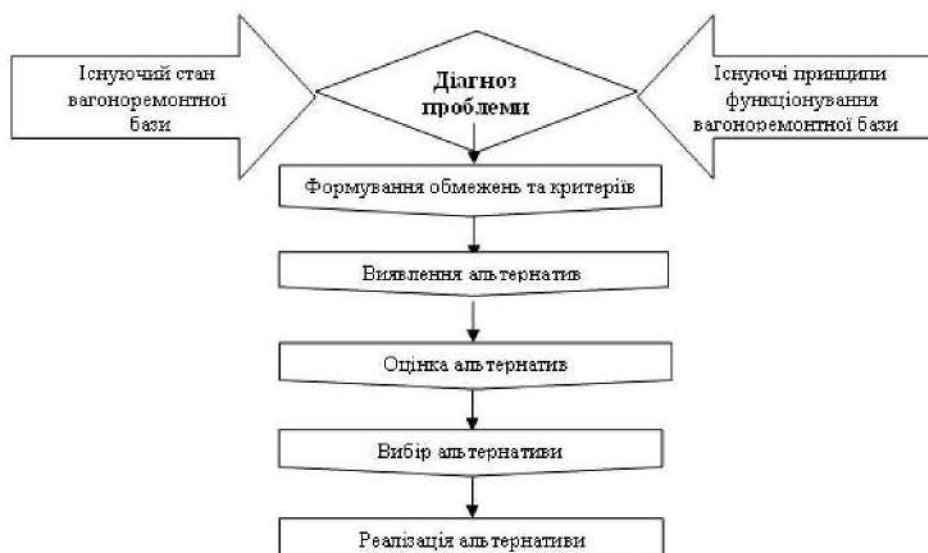 Існуючий стан
вагоноремонтної
бази
Діагноз
проблеми
Існуючі принципи
функціонування
вагоноремонтної бази
Формування обмежень та критеріїв
Виявлення альтернатив
Оцінка альтернатив
Вибір альтернативи
Реалізація альтернативи